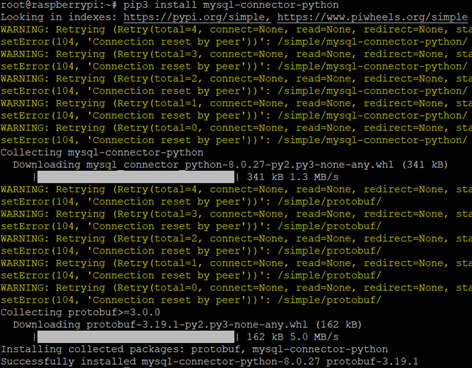 root@raspberrypi:~# pip3 install mysql-connector-python
Looking in indexes: https://pypi.org/simple, https://www.piwheels.org/simple
WARNING: Retrying (Retry(total=4, connect=None, read=None, redirect=None, sta
setError(104, 'Connection reset by peer'))': /simple/mysql-connector-python/
WARNING: Retrying (Retry(total=3, connect=None, read=None, redirect=None, sta
setError(104, 'Connection reset by peer'))': /simple/mysql-connector-python/
WARNING: Retrying (Retry(total=2, connect=None, read=None, redirect=None, sta
setError(104, 'Connection reset by peer'))': /simple/mysql-connector-python/
WARNING: Retrying (Retry(total=1, connect=None, read=None, redirect=None, sta
setError(104, 'Connection reset by peer'))': /simple/mysql-connector-python/
WARNING: Retrying (Retry(total=0, connect=None, read=None, redirect=None, sta
setError(104, 'Connection reset by peer'))': /simple/mysql-connector-python/
Collecting mysql-connector-python
Downloading mysql_connector_python-8.0.27-py2.py3-none-any.whl (341 kB)
| | 341 kB 1.3 MB/s
WARNING: Retrying (Retry(total=4, connect=None, read=None, redirect=None, sta
setError(104, 'Connection reset by peer'))': /simple/protobuf/
WARNING: Retrying (Retry(total=3, connect=None, read=None, redirect=None, sta
setError(104, 'Connection reset by peer'))': /simple/protobuf/
WARNING: Retrying (Retry(total=2, connect=None, read=None, redirect=None, sta
setError(104, 'Connection reset by peer'))': /simple/protobuf/
WARNING: Retrying (Retry(total=1, connect=None, read=None, redirect=None, sta
setError(104, 'Connection reset by peer'))': /simple/protobuf/
WARNING: Retrying (Retry(total=0, connect=None, read=None, redirect=None, sta
setError(104, 'Connection reset by peer'))': /simple/protobuf/
Collecting protobuf>=3.0.0
Downloading protobuf-3.19.1-py2.py3-none-any.whl (162 kB)
| | 162 kB 5.0 MB/s
Installing collected packages: protobuf, mysql-connector-python
Successfully installed mysql-connector-python-8.0.27 protobuf-3.19.1